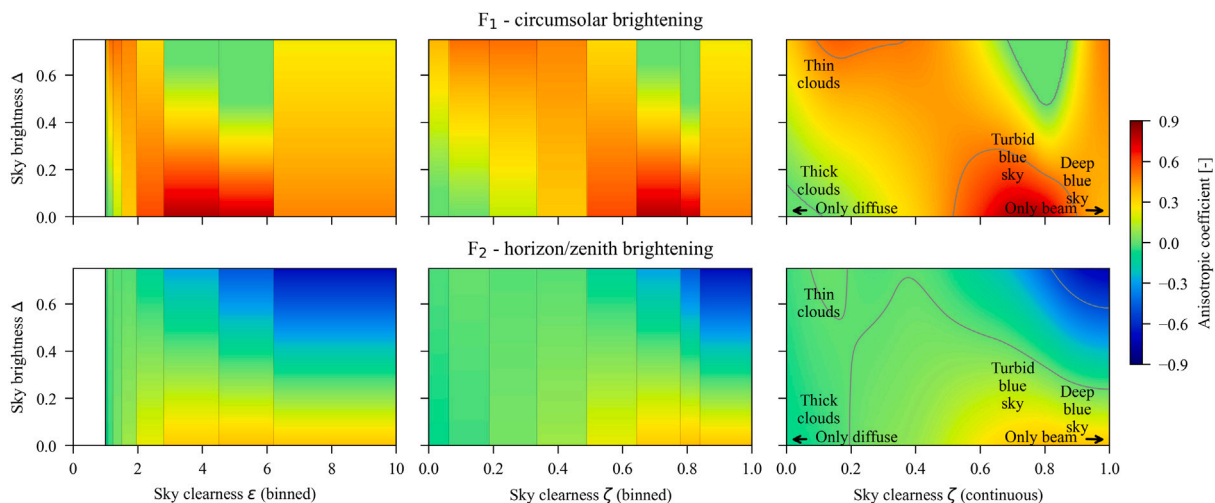 F₁ - circumsolar brightening
Sky brightness Δ
0.6
0.4
0.2
0.0
Thin
clouds
Thick
clouds
Turbid
blue
sky
Deep
blue
sky
← Only diffuse
Only beam →
F₂ - horizon/zenith brightening
Sky brightness Δ
0.6
0.4
0.2
0.0
0 2 4 6 8 10
Sky clearness ε (binned)
0.0 0.2 0.4 0.6 0.8 1.0
Sky clearness ζ (binned)
Thin
clouds
Thick
clouds
Turbid
blue
sky
Deep
blue
sky
← Only diffuse
Only beam →
0.0 0.2 0.4 0.6 0.8 1.0
Sky clearness ζ (continuous)
0.9
0.6
0.3
0.0
−0.3
−0.6
−0.9
Anisotropic coefficient [-]